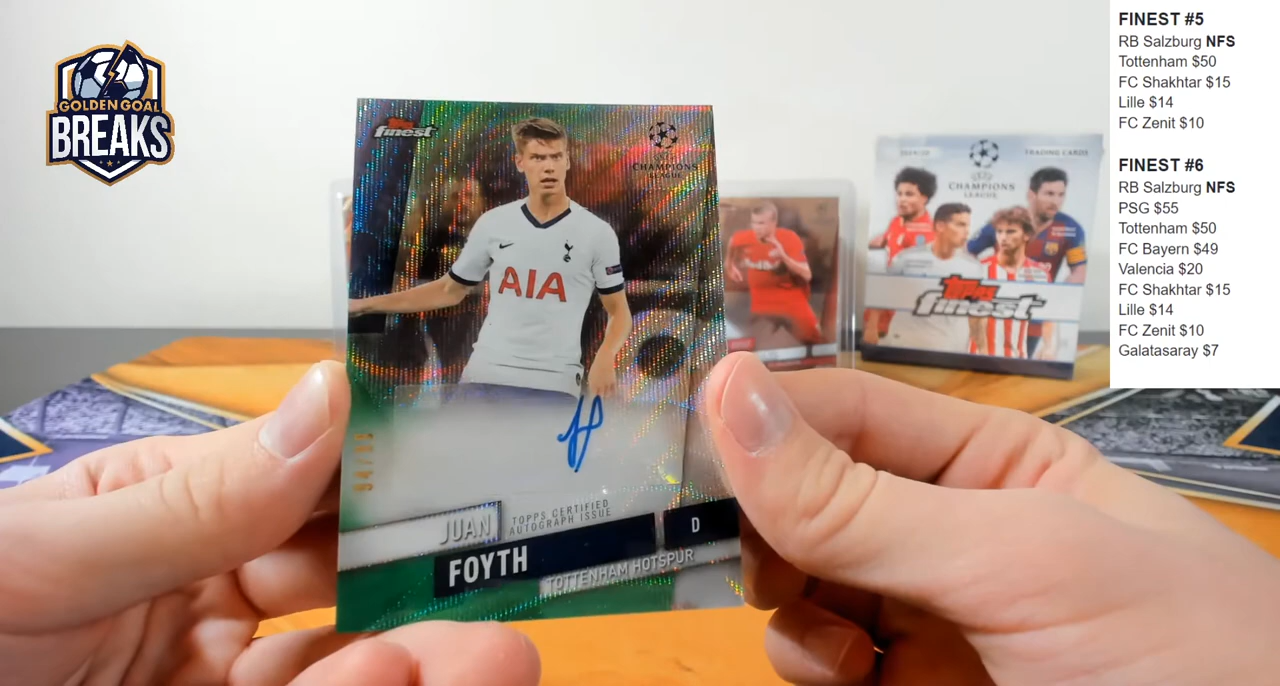 GOLDEN GOAL
BREAKS
Topps
finest
CHAMPIONS
LEAGUE
AIA
JUAN
TOPPS CERTIFIED
AUTOGRAPH ISSUE
FOYTH
D
TOTTENHAM HOTSPUR
TRADING CARDS
CHAMPIONS
LEAGUE
Topps
finest
FINEST #5
RB Salzburg NFS
Tottenham $50
FC Shakhtar $15
Lille $14
FC Zenit $10
FINEST #6
RB Salzburg NFS
PSG $55
Tottenham $50
FC Bayern $49
Valencia $20
FC Shakhtar $15
Lille $14
FC Zenit $10
Galatasaray $7